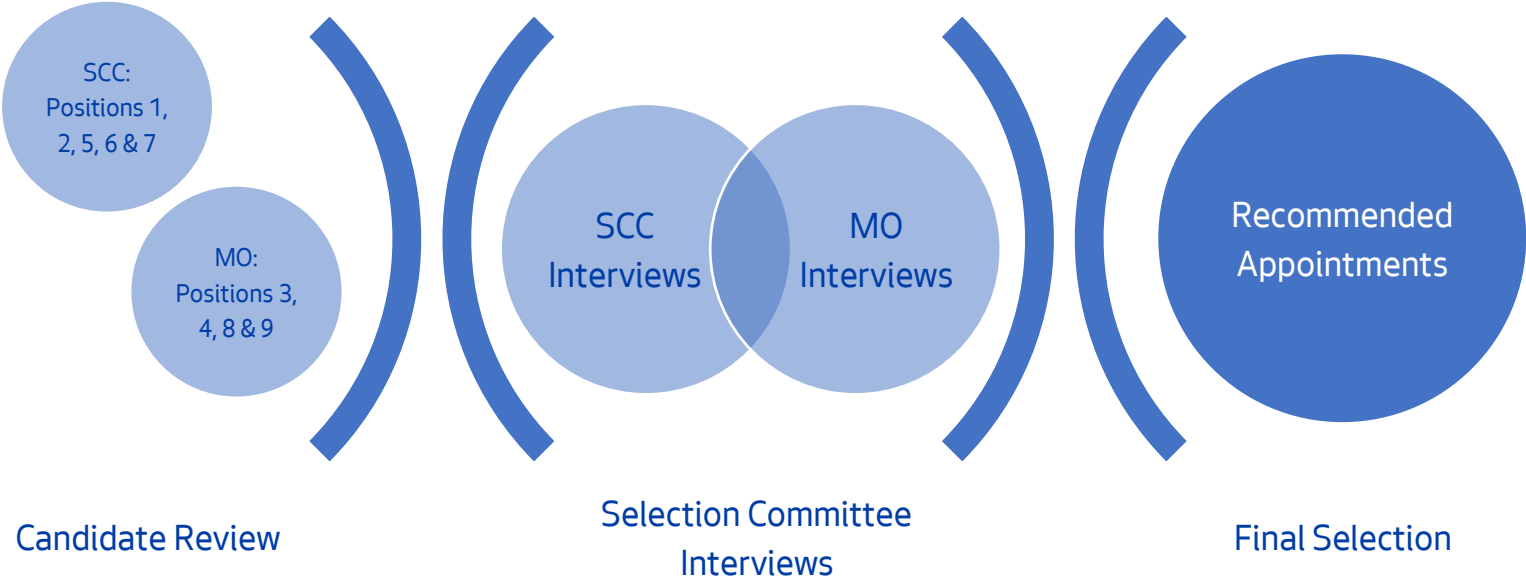 SCC:
Positions 1,
2, 5, 6 & 7
MO:
Positions 3,
4, 8 & 9
Candidate Review
SCC
Interviews
MO
Interviews
Selection Committee
Interviews
Recommended
Appointments
Final Selection